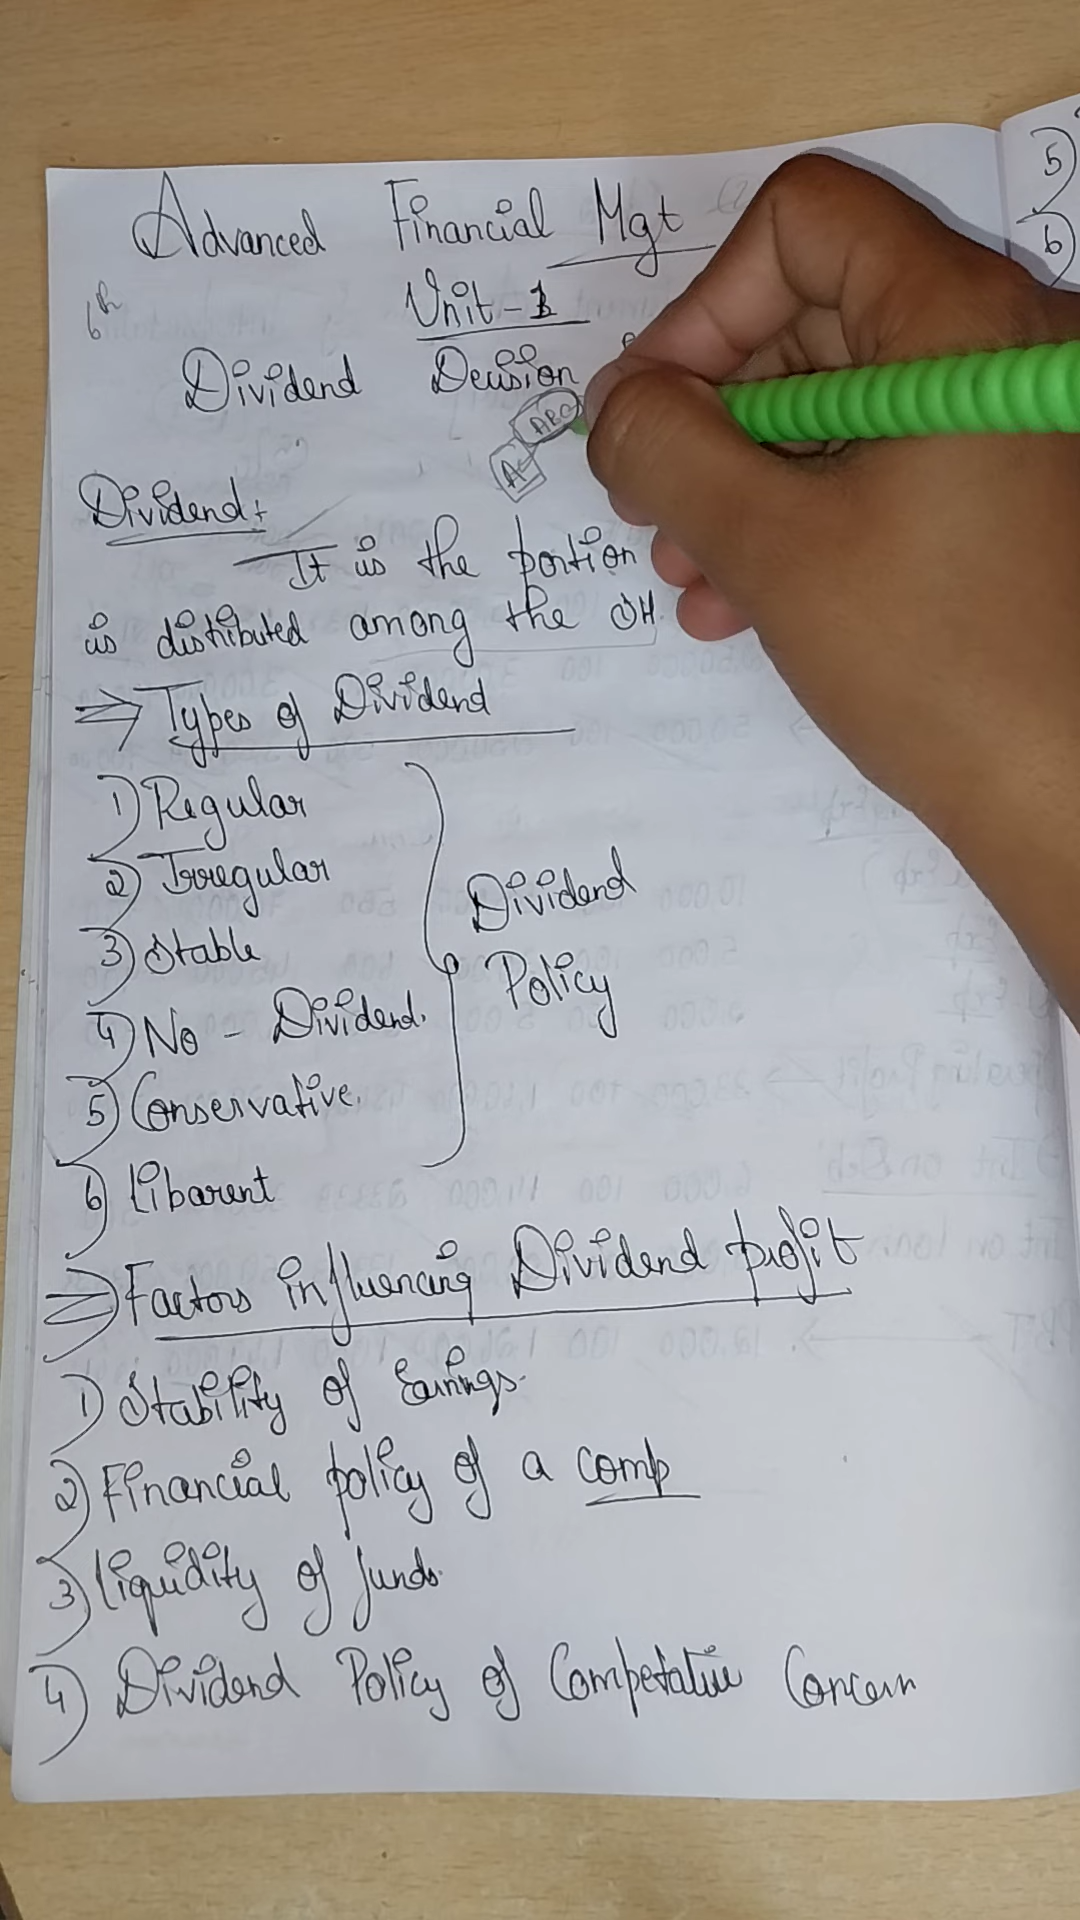 Advanced Financial Mgt
5)
6)
6th
Unit-1
Dividend Decision
ABC
A
Dividend:
It is the portion
is distributed among the SH.
⇒ Types of Dividend
1) Regular
2) Irregular
3) Stable
4) No - Dividend.
5) Conservative.
6) Libarent
Dividend
Policy
⇒ Factors influencing Dividend profit
1) Stability of Earnings.
2) Financial policy of a comp
3) liquidity of funds.
4) Dividend Policy of Competative Concern